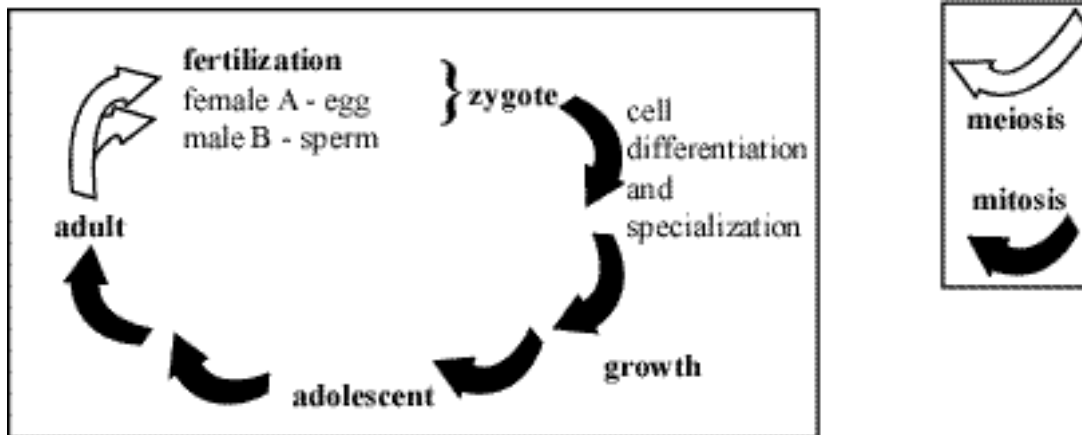 fertilization
female A - egg
male B - sperm
zygote
cell
differentiation
and
specialization
adult
growth
adolescent
meiosis
mitosis